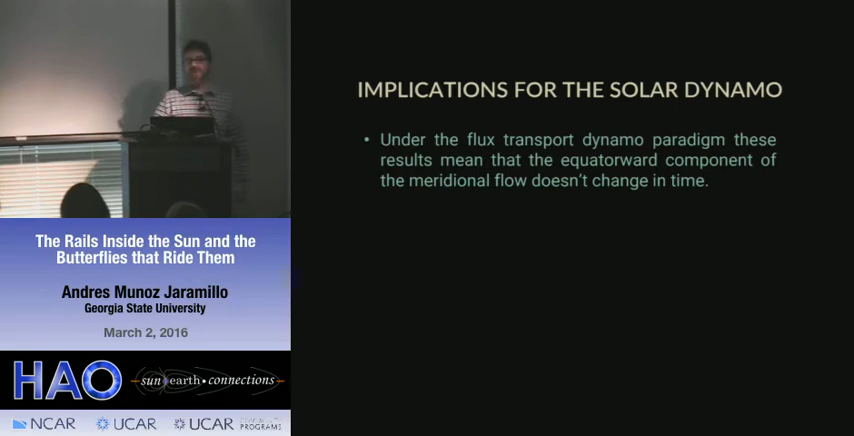 IMPLICATIONS FOR THE SOLAR DYNAMO
• Under the flux transport dynamo paradigm these
results mean that the equatorward component of
the meridional flow doesn't change in time.
The Rails Inside the Sun and the
Butterflies that Ride Them
Andres Munoz Jaramillo
Georgia State University
March 2, 2016
HAO
sun earth • connections
NCAR
UCAR
UCAR
PROGRAMS